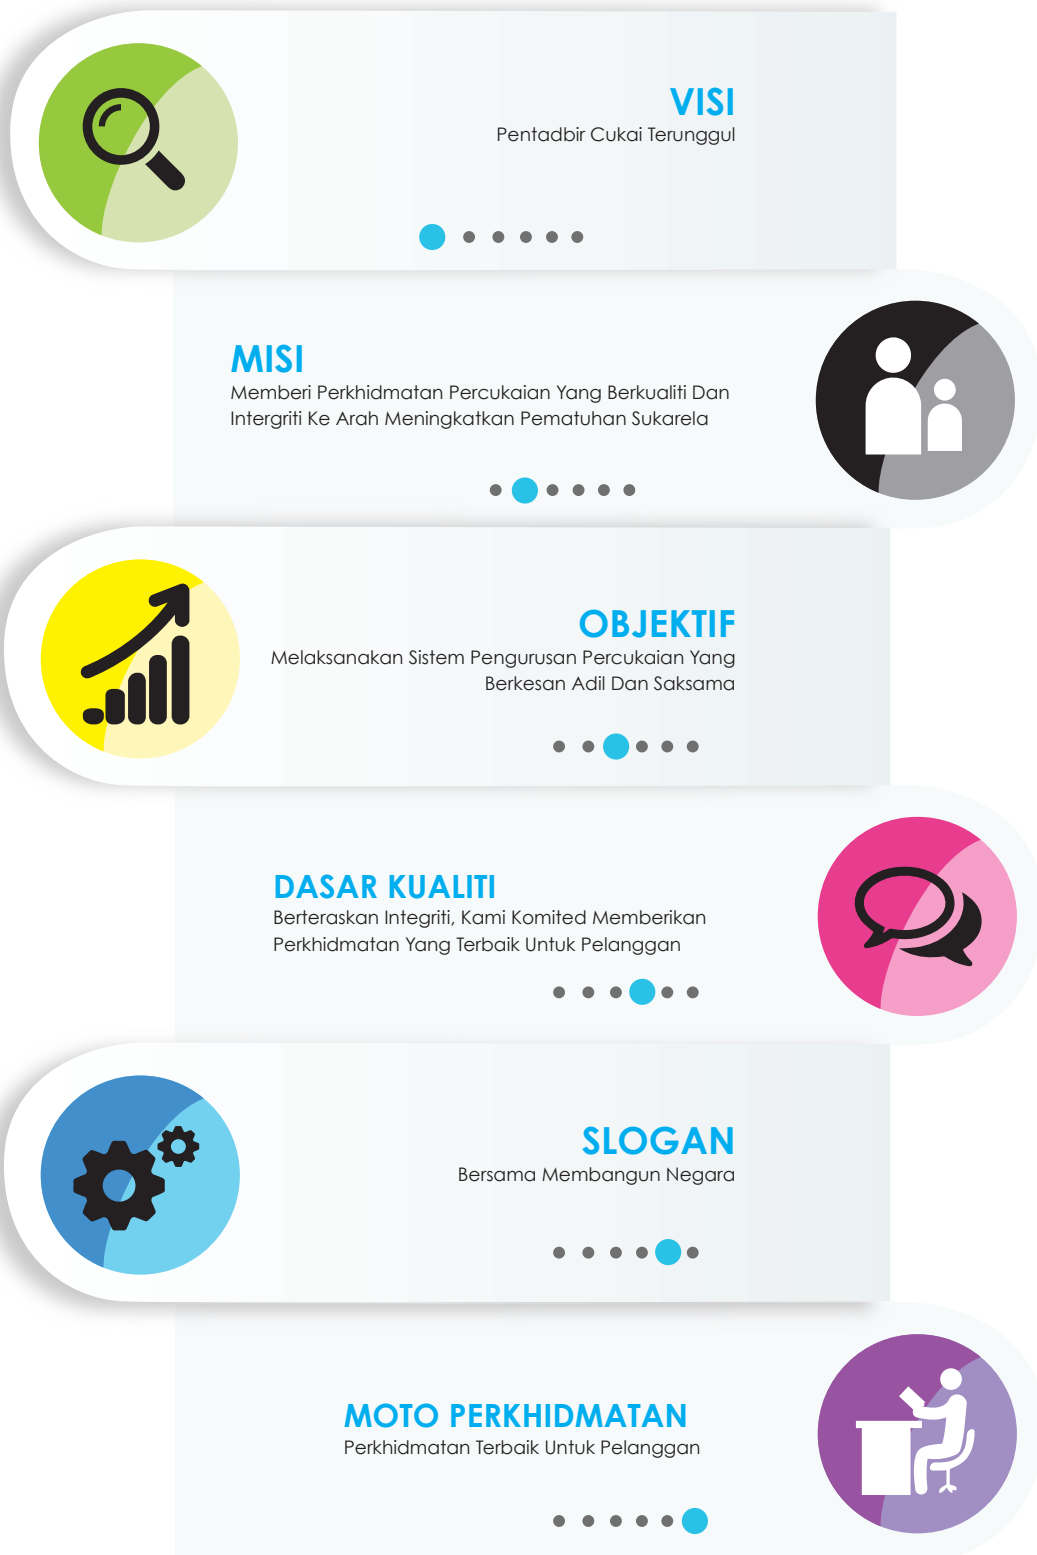 VISI
Pentadbir Cukai Terunggul
MISI
Memberi Perkhidmatan Percukaian Yang Berkualiti Dan
Intergriti Ke Arah Meningkatkan Pematuhan Sukarela
OBJEKTIF
Melaksanakan Sistem Pengurusan Percukaian Yang
Berkesan Adil Dan Saksama
DASAR KUALITI
Berteraskan Integriti, Kami Komited Memberikan
Perkhidmatan Yang Terbaik Untuk Pelanggan
SLOGAN
Bersama Membangun Negara
MOTO PERKHIDMATAN
Perkhidmatan Terbaik Untuk Pelanggan